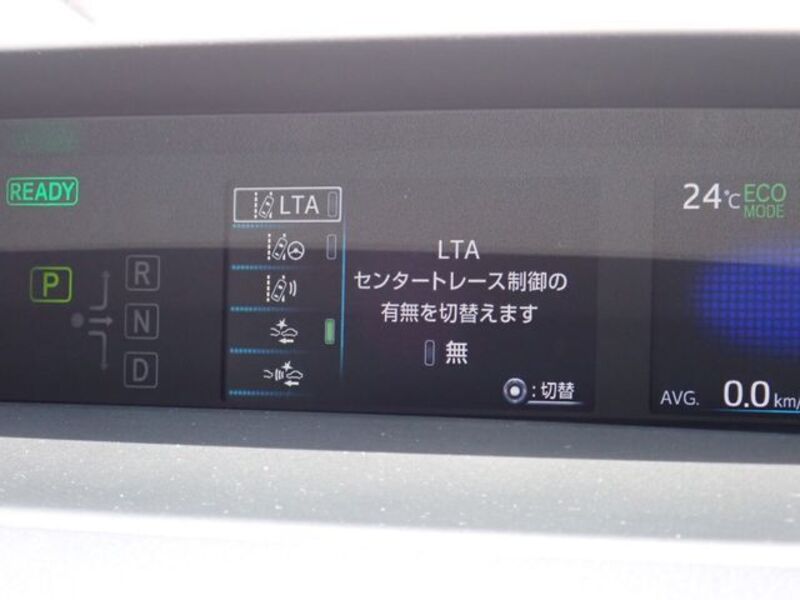 READY
P
R
N
D
LTA
LTA
センタートレース制御の
有無を切替えます
無
:切替
24℃
ECO
MODE
AVG. 0.0 km/